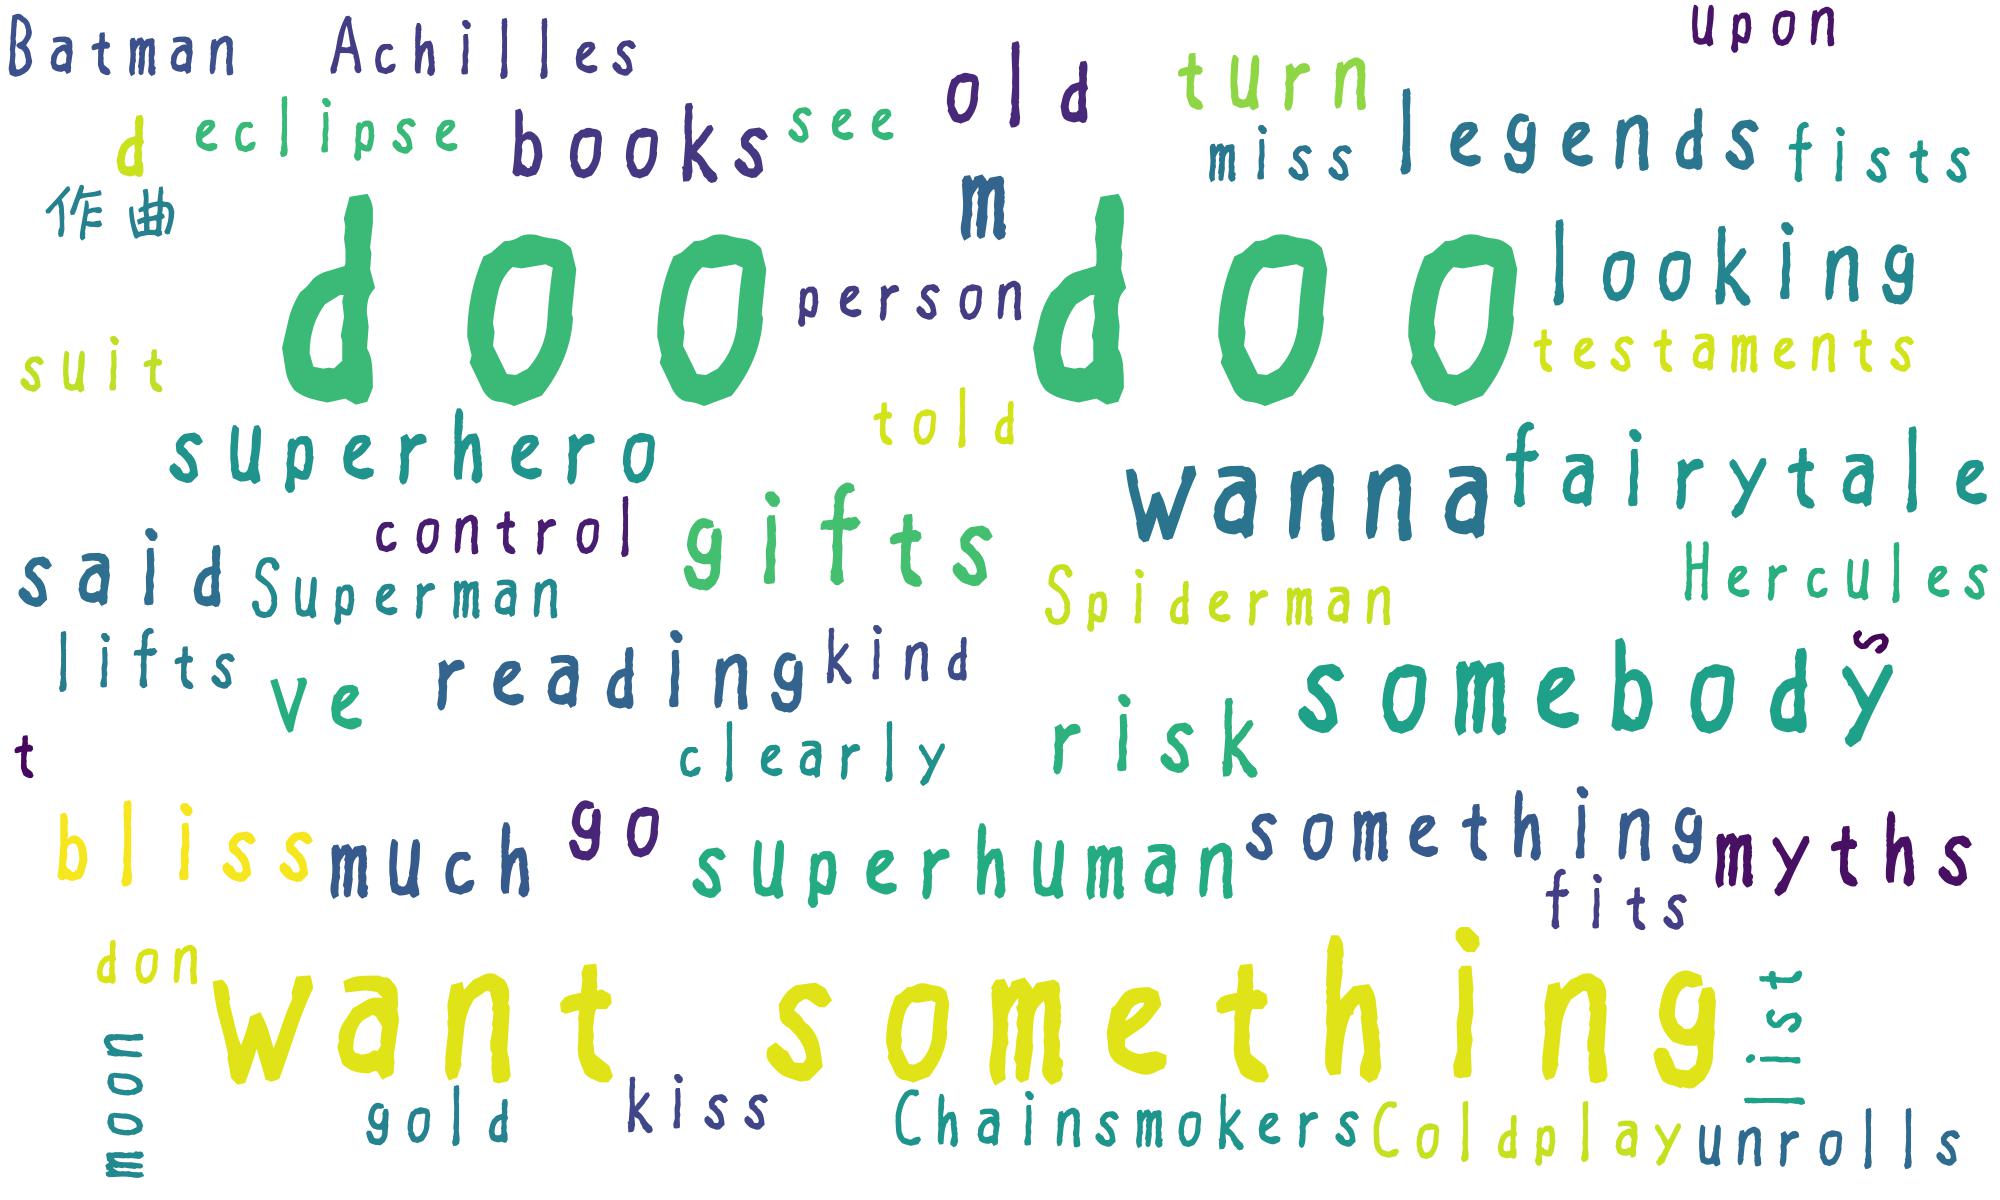 Batman Achilles upon
old turn
d eclipse books see miss legends fists
作曲 m
doo doo looking
person
suit testaments
told
superhero wanna fairytale
control gifts
said Superman Spiderman Hercules
lifts ve reading kind somebody s
t clearly risk
bliss much go superhuman something myths
fits
don want something list
moon
gold kiss Chainsmokers Coldplay unrolls